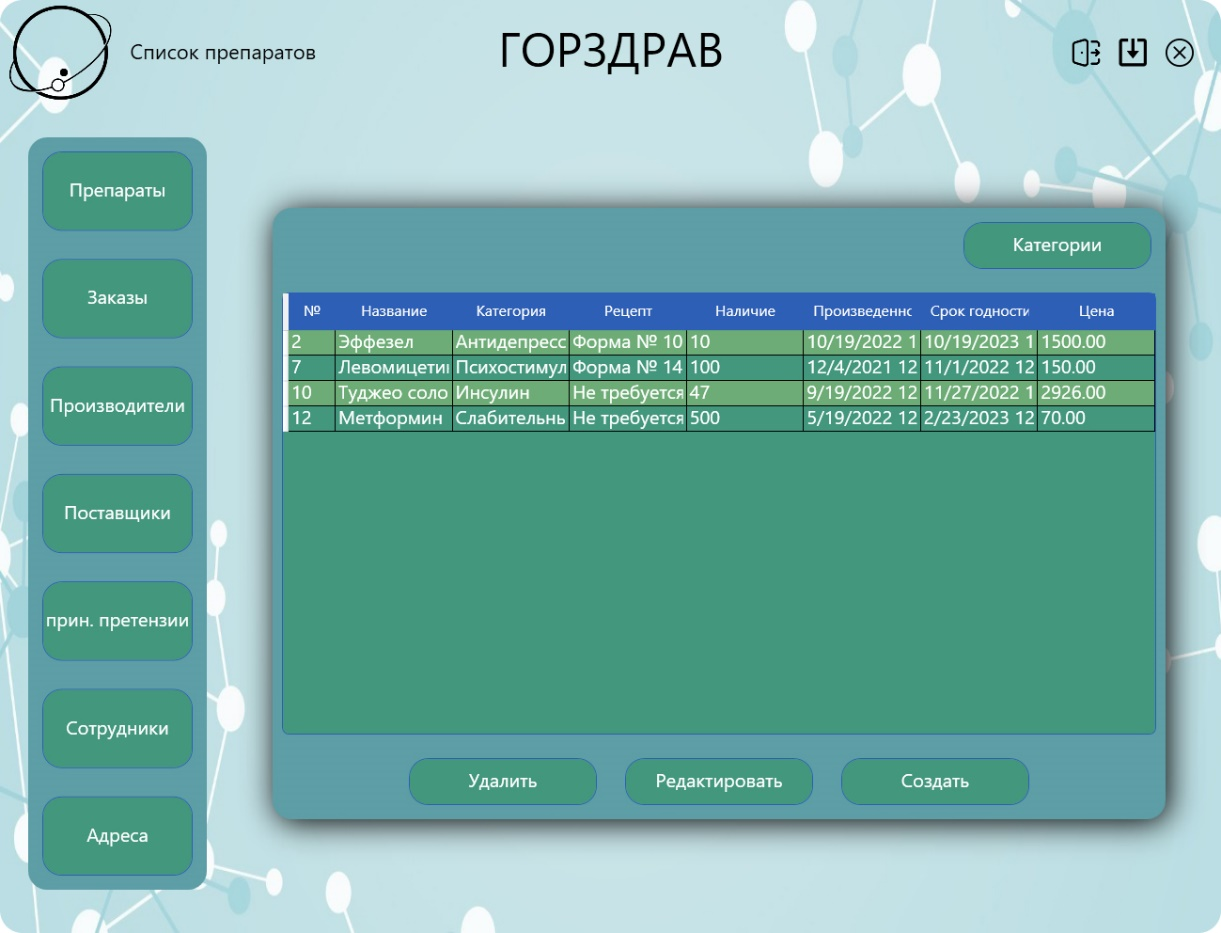 Список препаратов
ГОРЗДРАВ
Препараты
Заказы
Производители
Поставщики
прин. претензии
Сотрудники
Адреса
Категории
№ Название Категория Рецепт Наличие Произведенно Срок годности Цена
2 Эффезел Антидепресс Форма № 10 10 10/19/2022 1 10/19/2023 1 1500.00
7 Левомицети Психостимул Форма № 14 100 12/4/2021 12 11/1/2022 12 150.00
10 Туджео соло Инсулин Не требуется 47 9/19/2022 12 11/27/2022 1 2926.00
12 Метформин Слабительнь Не требуется 500 5/19/2022 12 2/23/2023 12 70.00
Удалить Редактировать Создать